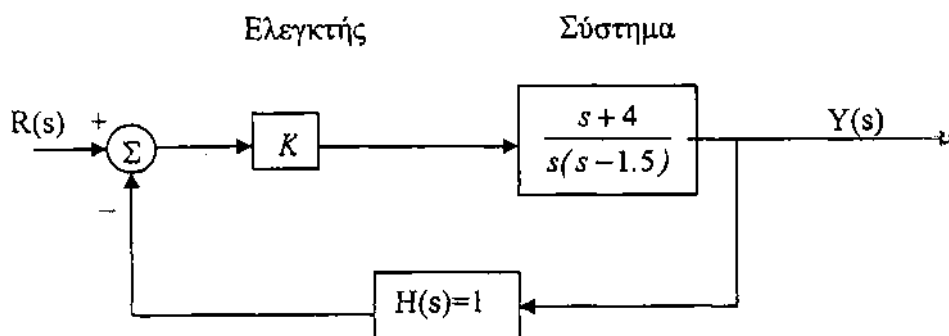 Ελεγκτής Σύστημα
R(s) + Σ K s + 4 Y(s)
s(s − 1.5)
−
H(s)=1